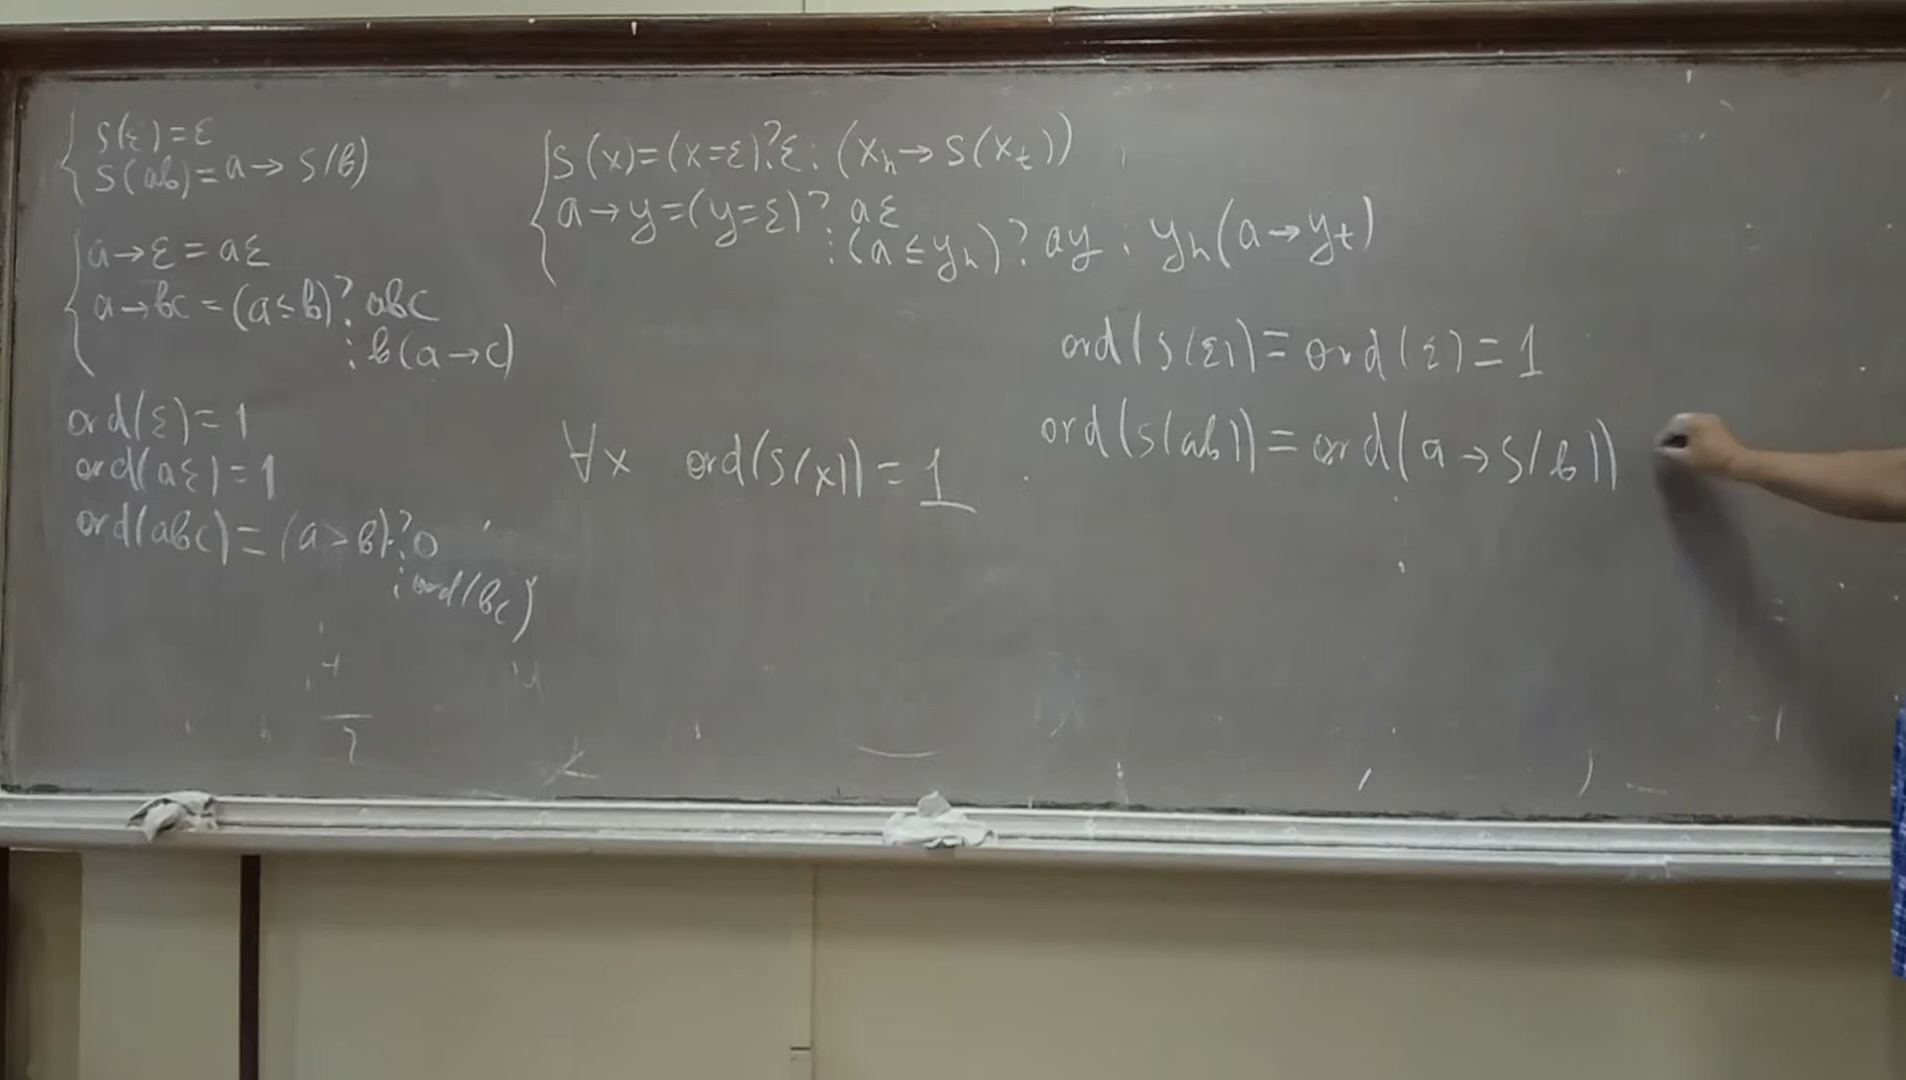 s(ε)=ε
s(ab)=a→s(b)
a→ε=aε
a→bc=(a≤b)?abc
:b(a→c)
ord(ε)=1
ord(aε)=1
ord(abc)=(a>b)?0
:ord(bc)
s(x)=(x=ε)?ε:(xₕ→s(xₜ))
a→y=(y=ε)?aε
:(a≤yₕ)?ay:yₕ(a→yₜ)
∀x ord(s(x))=1
ord(s(ε))=ord(ε)=1
ord(s(ab))=ord(a→s(b))